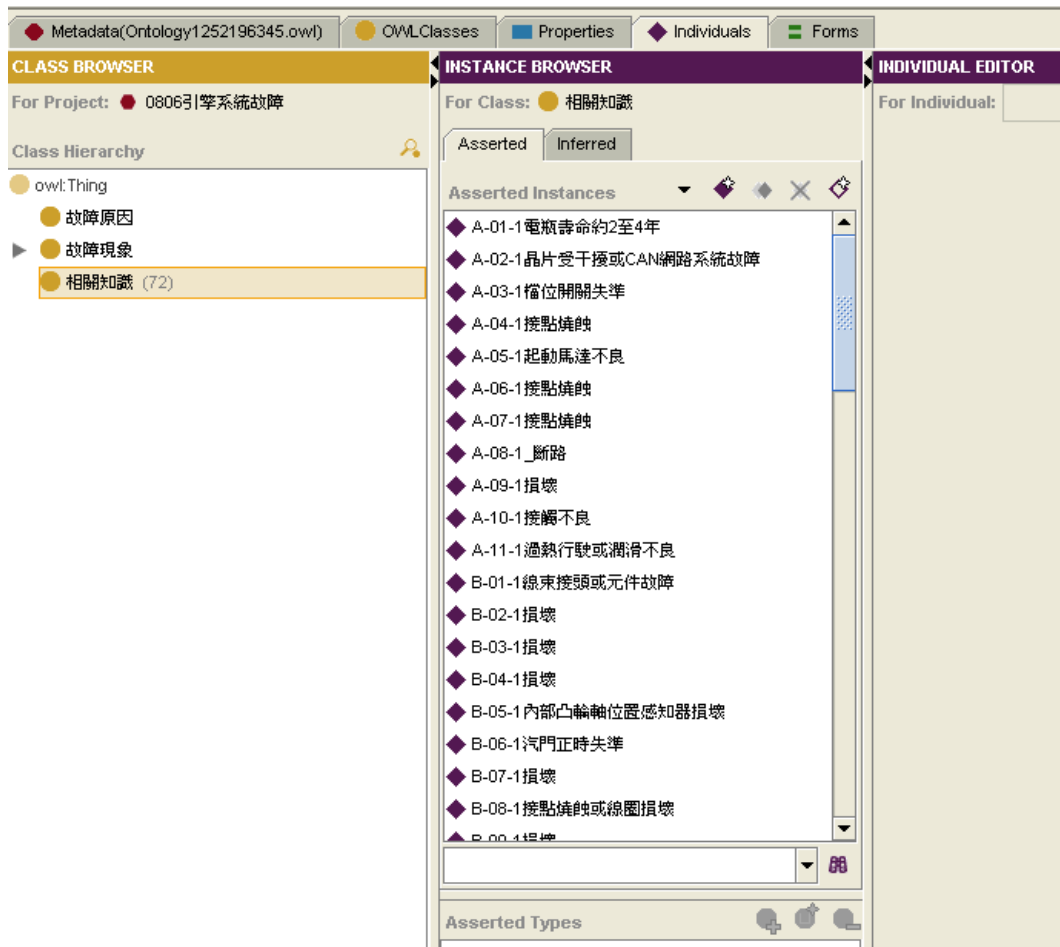 Metadata(Ontology1252196345.owl) OWLClasses Properties Individuals Forms
CLASS BROWSER
For Project: 0806引擎系統故障
Class Hierarchy
owl:Thing
故障原因
故障現象
相關知識 (72)
INSTANCE BROWSER
For Class: 相關知識
Asserted Inferred
Asserted Instances
A-01-1電瓶壽命約2至4年
A-02-1晶片受干擾或CAN網路系統故障
A-03-1檔位開關失準
A-04-1接點燒蝕
A-05-1起動馬達不良
A-06-1接點燒蝕
A-07-1接點燒蝕
A-08-1_斷路
A-09-1損壞
A-10-1接觸不良
A-11-1過熱行駛或潤滑不良
B-01-1線束接頭或元件故障
B-02-1損壞
B-03-1損壞
B-04-1損壞
B-05-1內部凸輪軸位置感知器損壞
B-06-1汽門正時失準
B-07-1損壞
B-08-1接點燒蝕或線圈損壞
B-09-1損壞
Asserted Types
INDIVIDUAL EDITOR
For Individual: